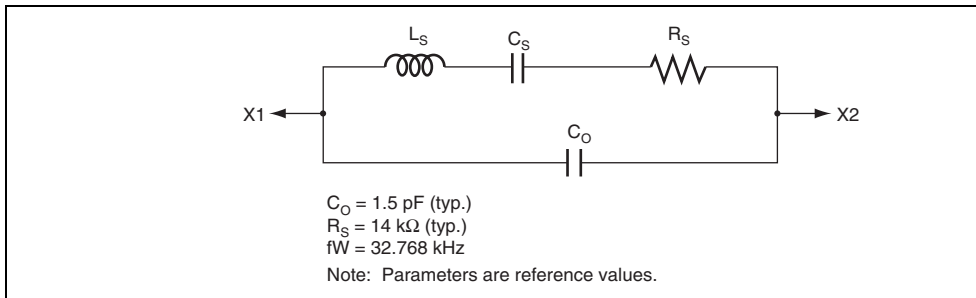 L_S
C_S
R_S
X1
X2
C_O
C_O = 1.5 pF (typ.)
R_S = 14 kΩ (typ.)
fW = 32.768 kHz
Note: Parameters are reference values.